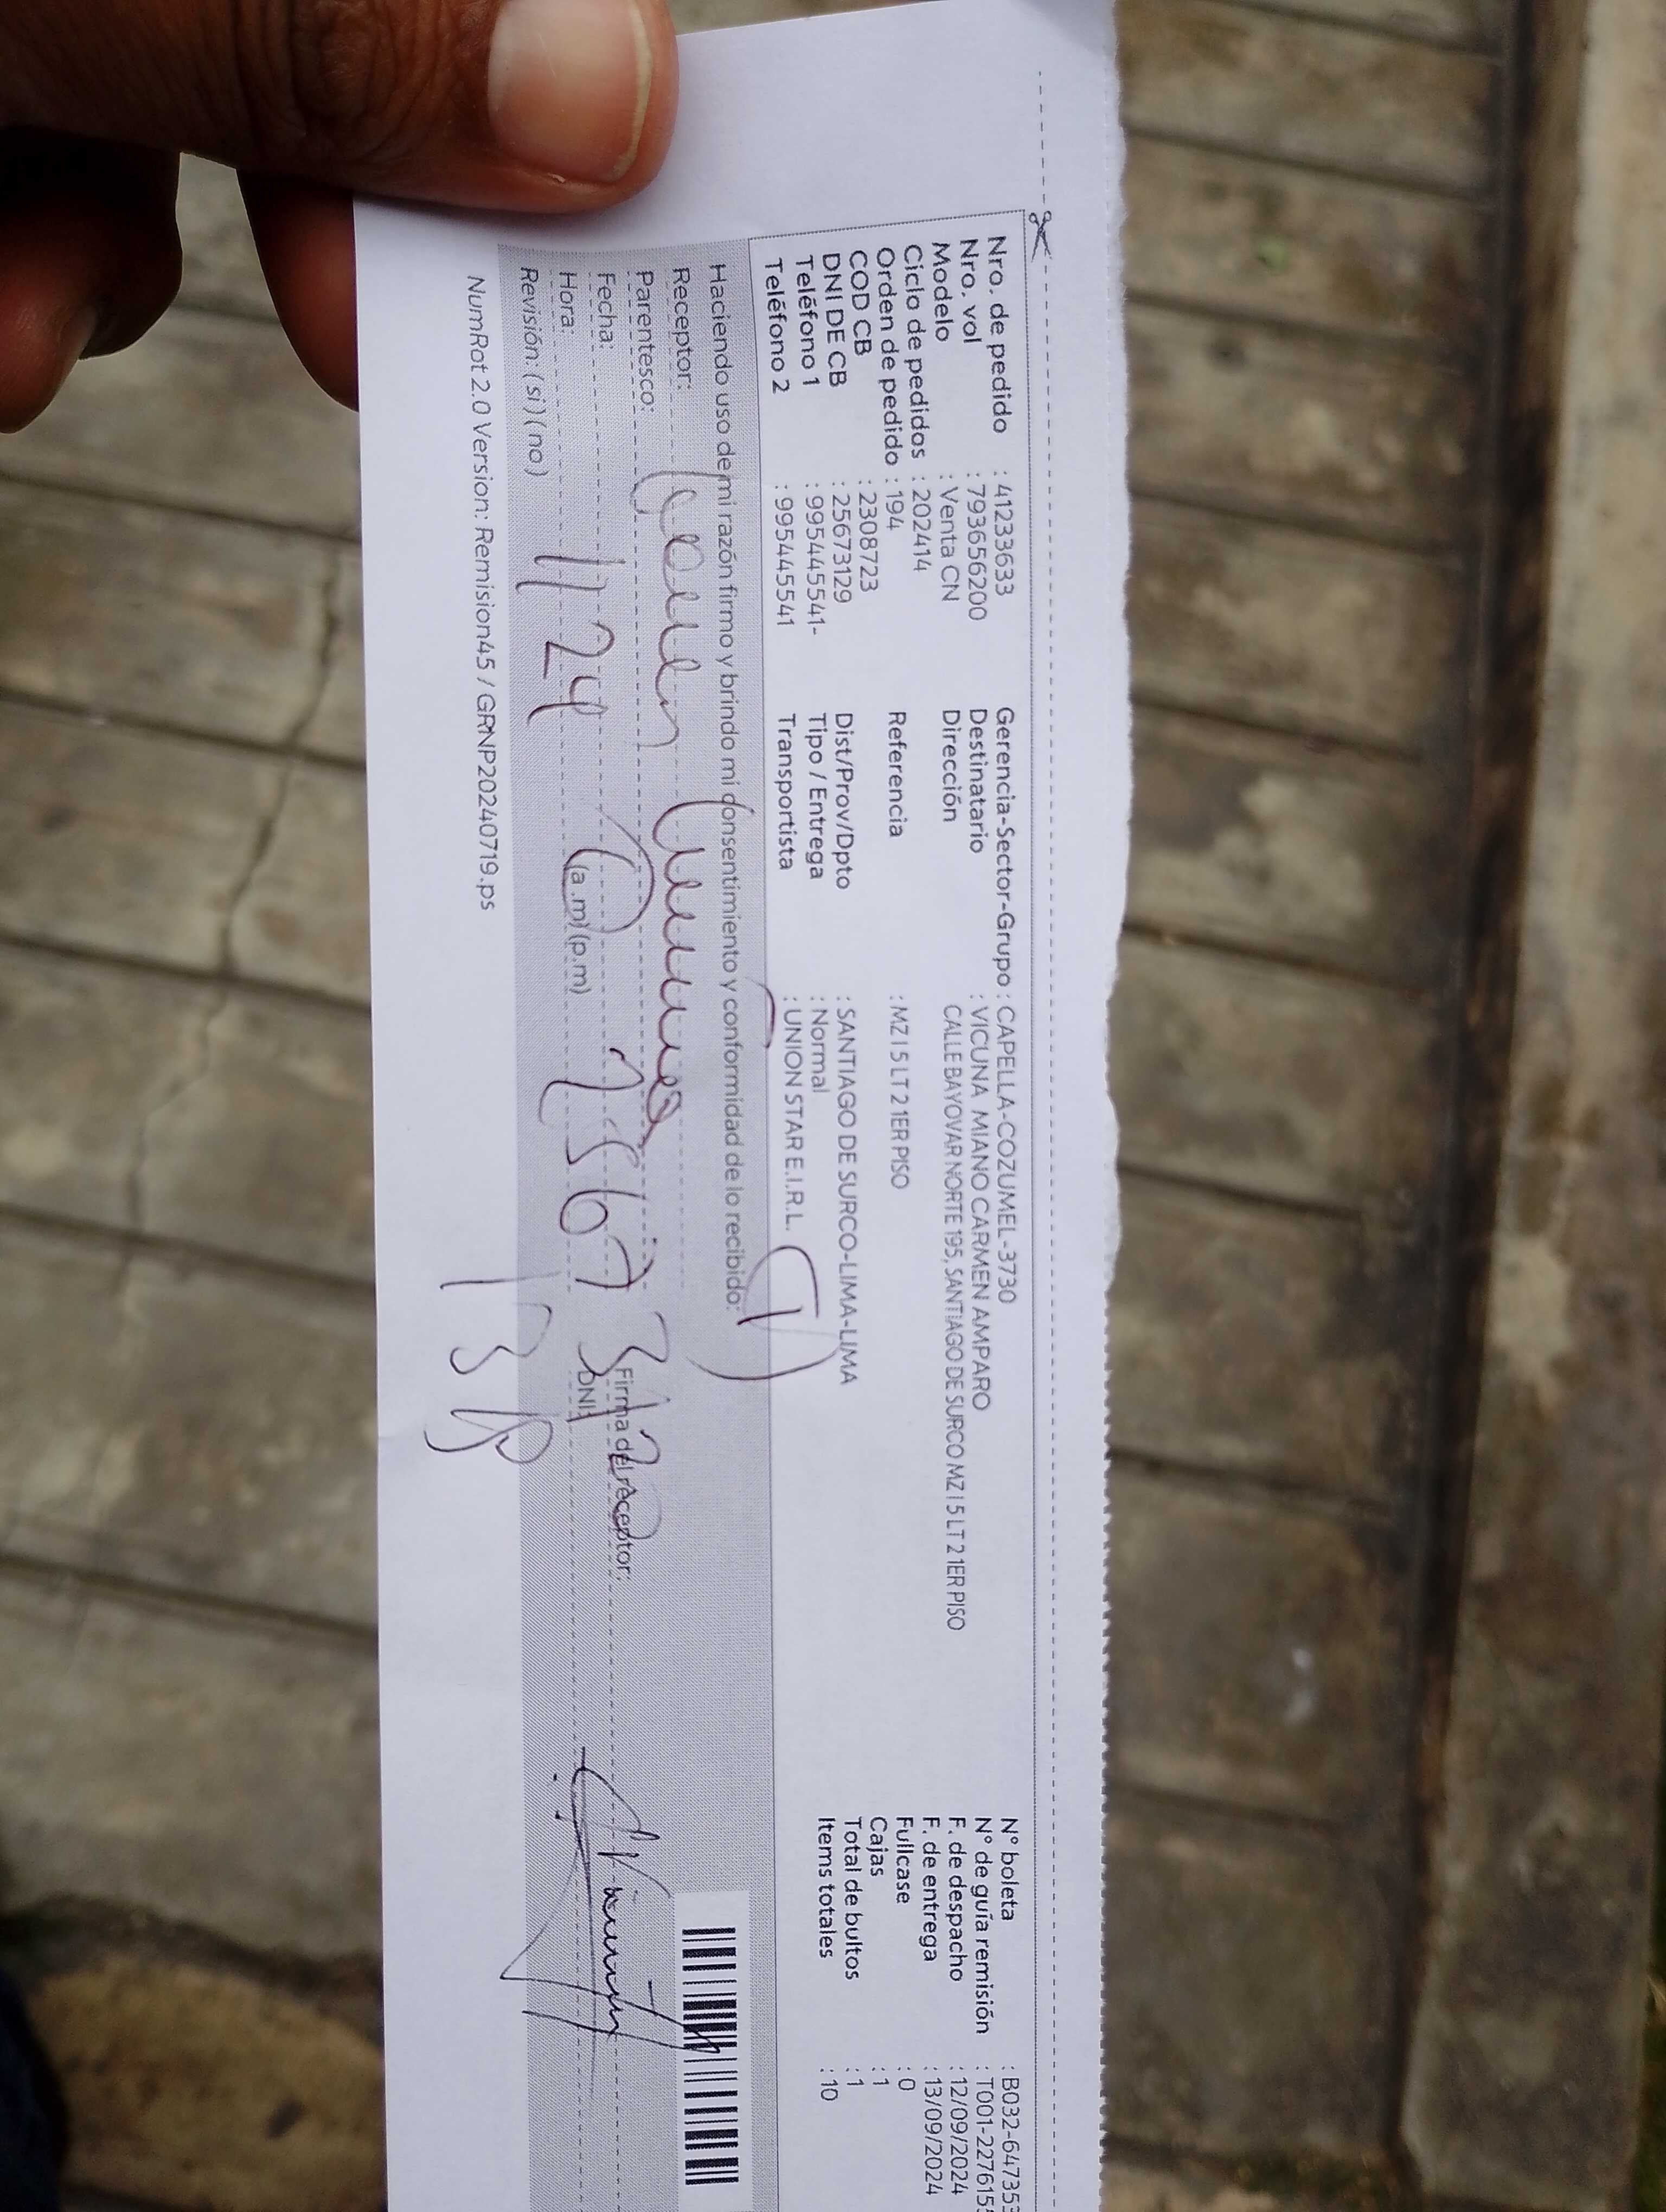 Nro. de pedido : 41233633
Nro. vol : 793656200
Modelo : Venta CN
Ciclo de pedidos : 202414
Orden de pedido : 194
COD CB : 2308723
DNI DE CB : 25673129
Teléfono 1 : 995445541-
Teléfono 2 : 995445541
Gerencia-Sector-Grupo : CAPELLA-COZUMEL-3730
Destinatario : VICUNA MIANO CARMEN AMPARO
Dirección CALLE BAYOVAR NORTE 195, SANTIAGO DE SURCO MZ I 5 LT 2 1ER PISO
Referencia : MZ I 5 LT 2 1ER PISO
Dist/Prov/Dpto : SANTIAGO DE SURCO-LIMA-LIMA
Tipo / Entrega : Normal
Transportista : UNION STAR E.I.R.L.
N° boleta : B032-647353
N° de guía remisión : T001-227615
F. de despacho : 12/09/2024
F. de entrega : 13/09/2024
Fullcase : 0
Cajas : 1
Total de bultos : 1
Items totales : 10
Haciendo uso de mi razón firmo y brindo mi consentimiento y conformidad de lo recibido:
Receptor:
Parentesco:
Fecha:
Hora: 11 24 (a.m) (p.m)
Revisión: (si) (no)
Firma del receptor:
DNI:
NumRot 2.0 Version: Remision45 / GRNP20240719.ps